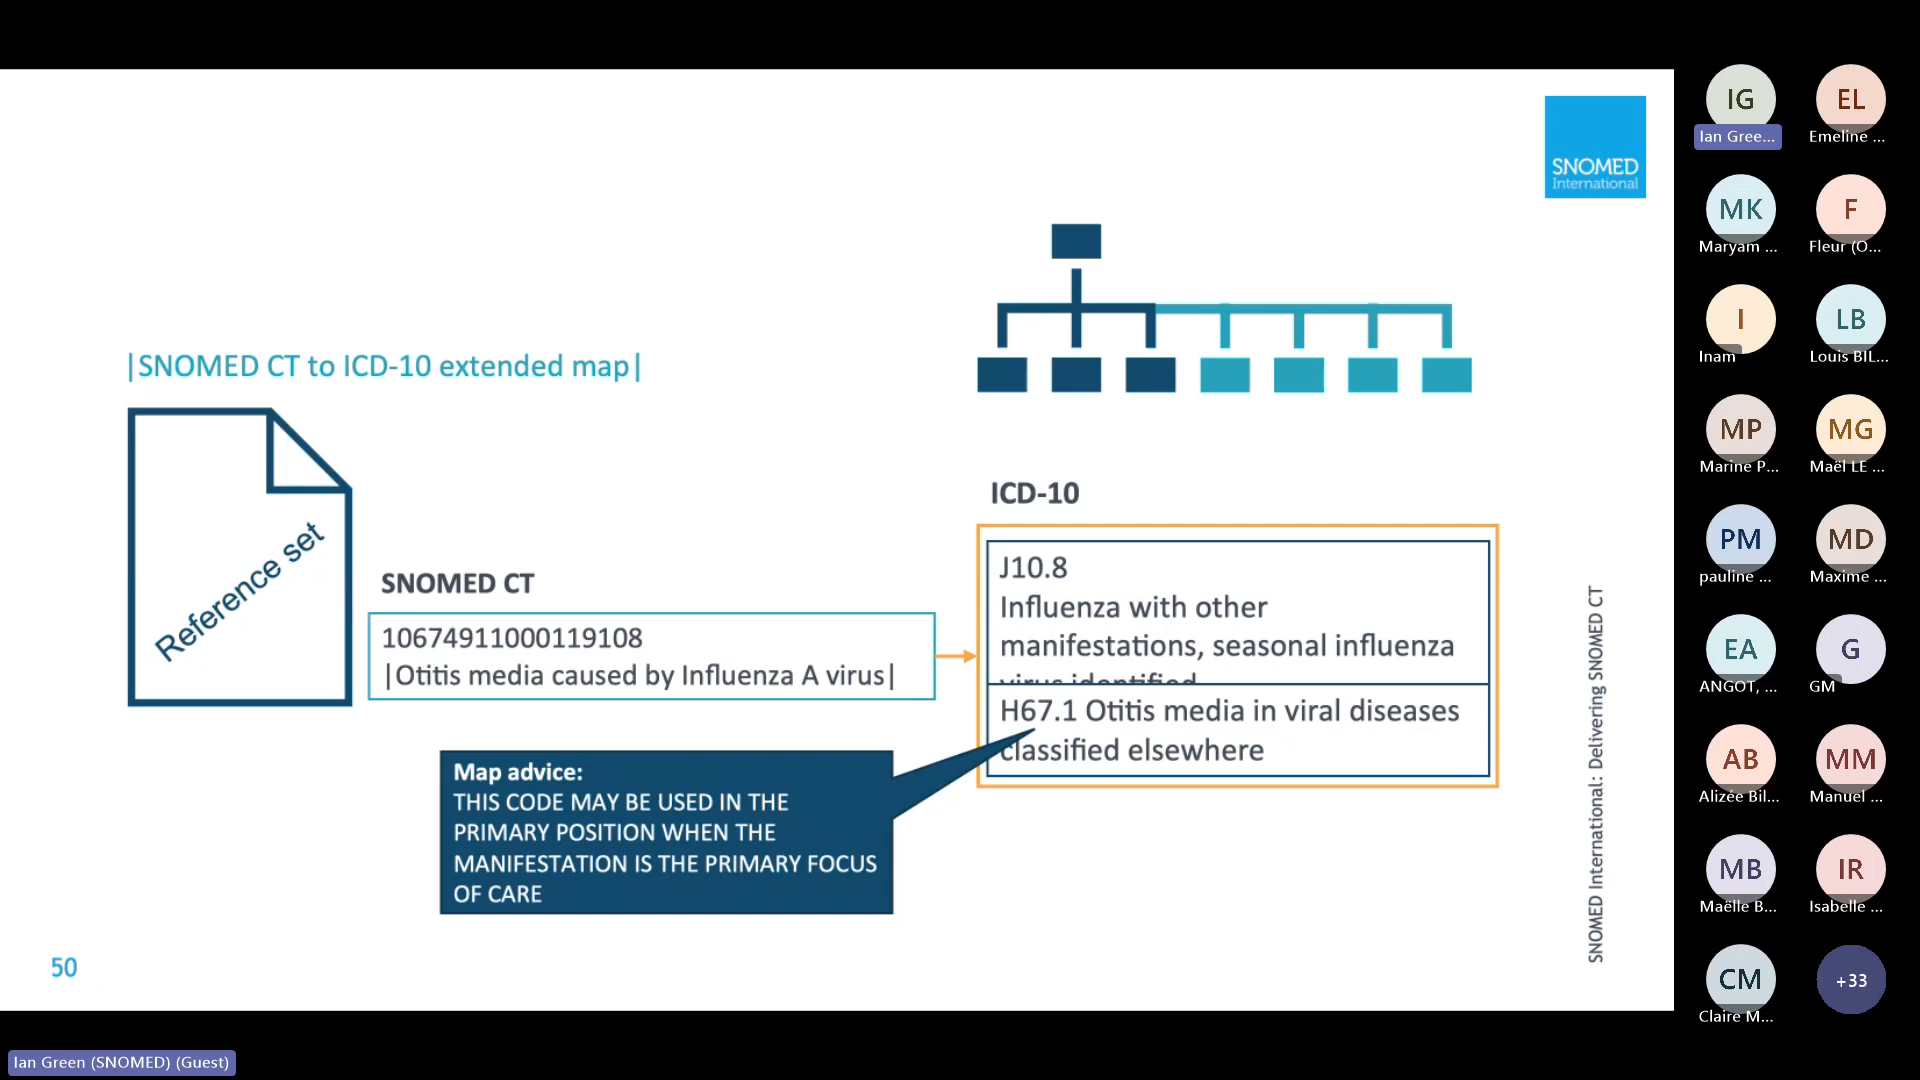 SNOMED
International
|SNOMED CT to ICD-10 extended map|
Reference set
SNOMED CT
10674911000119108
|Otitis media caused by Influenza A virus|
ICD-10
J10.8
Influenza with other
manifestations, seasonal influenza
virus identified
H67.1 Otitis media in viral diseases
classified elsewhere
Map advice:
THIS CODE MAY BE USED IN THE
PRIMARY POSITION WHEN THE
MANIFESTATION IS THE PRIMARY FOCUS
OF CARE
SNOMED International: Delivering SNOMED CT
50
IG
Ian Gree...
EL
Emeline ...
MK
Maryam ...
F
Fleur (O...
I
Inam
LB
Louis BIL...
MP
Marine P...
MG
Maël LE ...
PM
pauline ...
MD
Maxime ...
EA
ANGOT, ...
G
GM
AB
Alizée Bil...
MM
Manuel ...
MB
Maëlle B...
IR
Isabelle ...
CM
Claire M...
+33
Ian Green (SNOMED) (Guest)